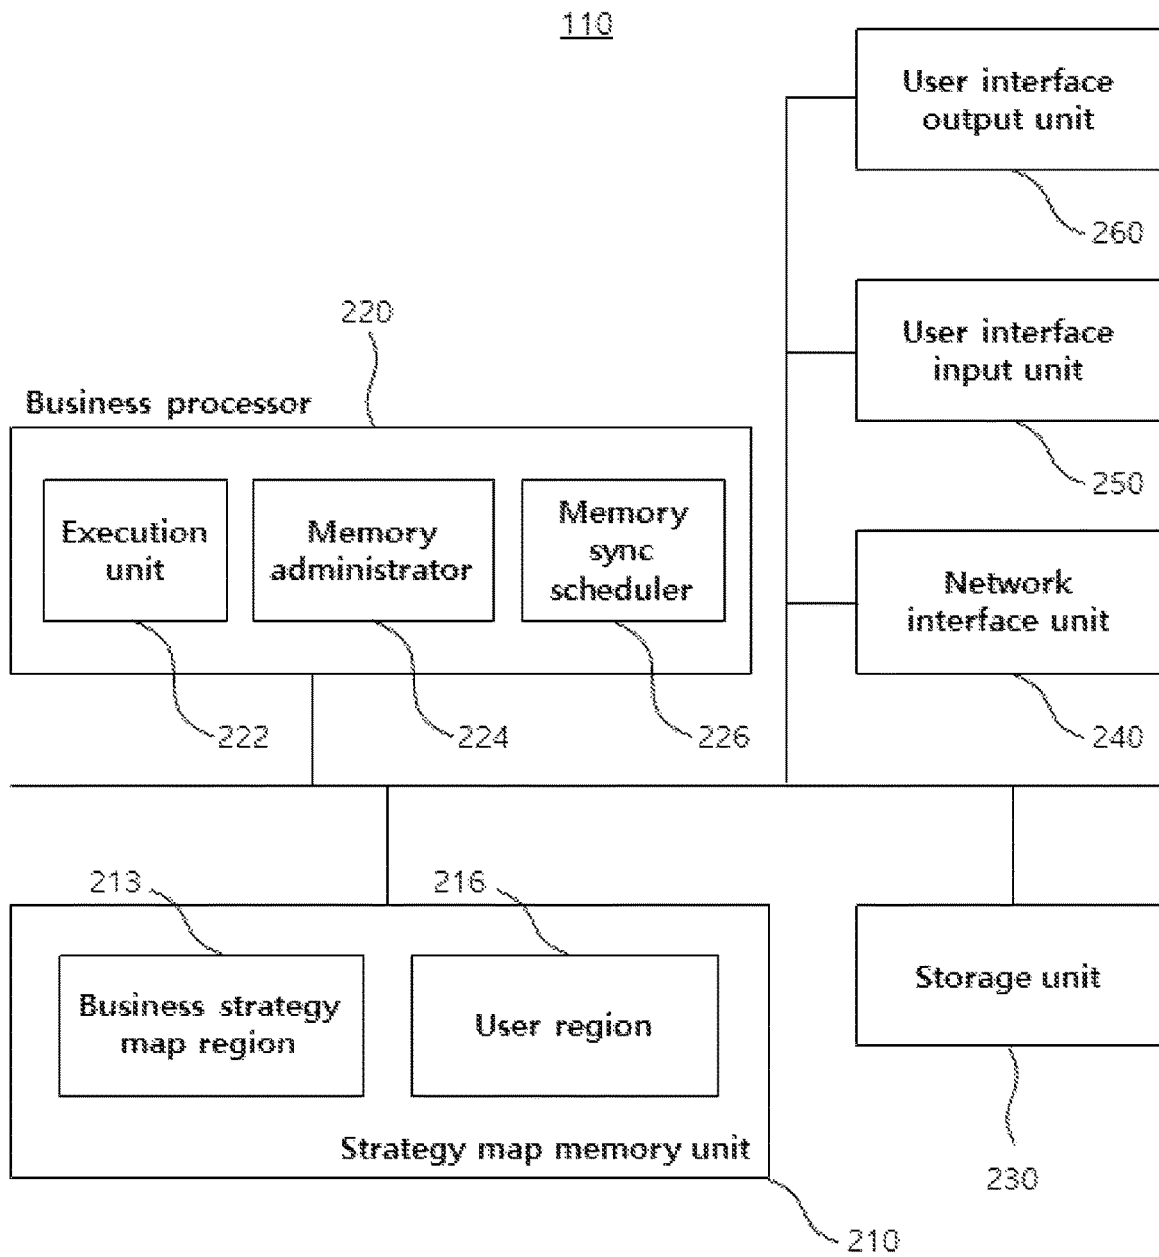 110
User interface
output unit
260
User interface
input unit
250
220
Business processor
Execution
unit
Memory
administrator
Memory
sync
scheduler
Network
interface unit
222
224
226
240
213
216
Business strategy
map region
User region
Storage unit
Strategy map memory unit
230
210